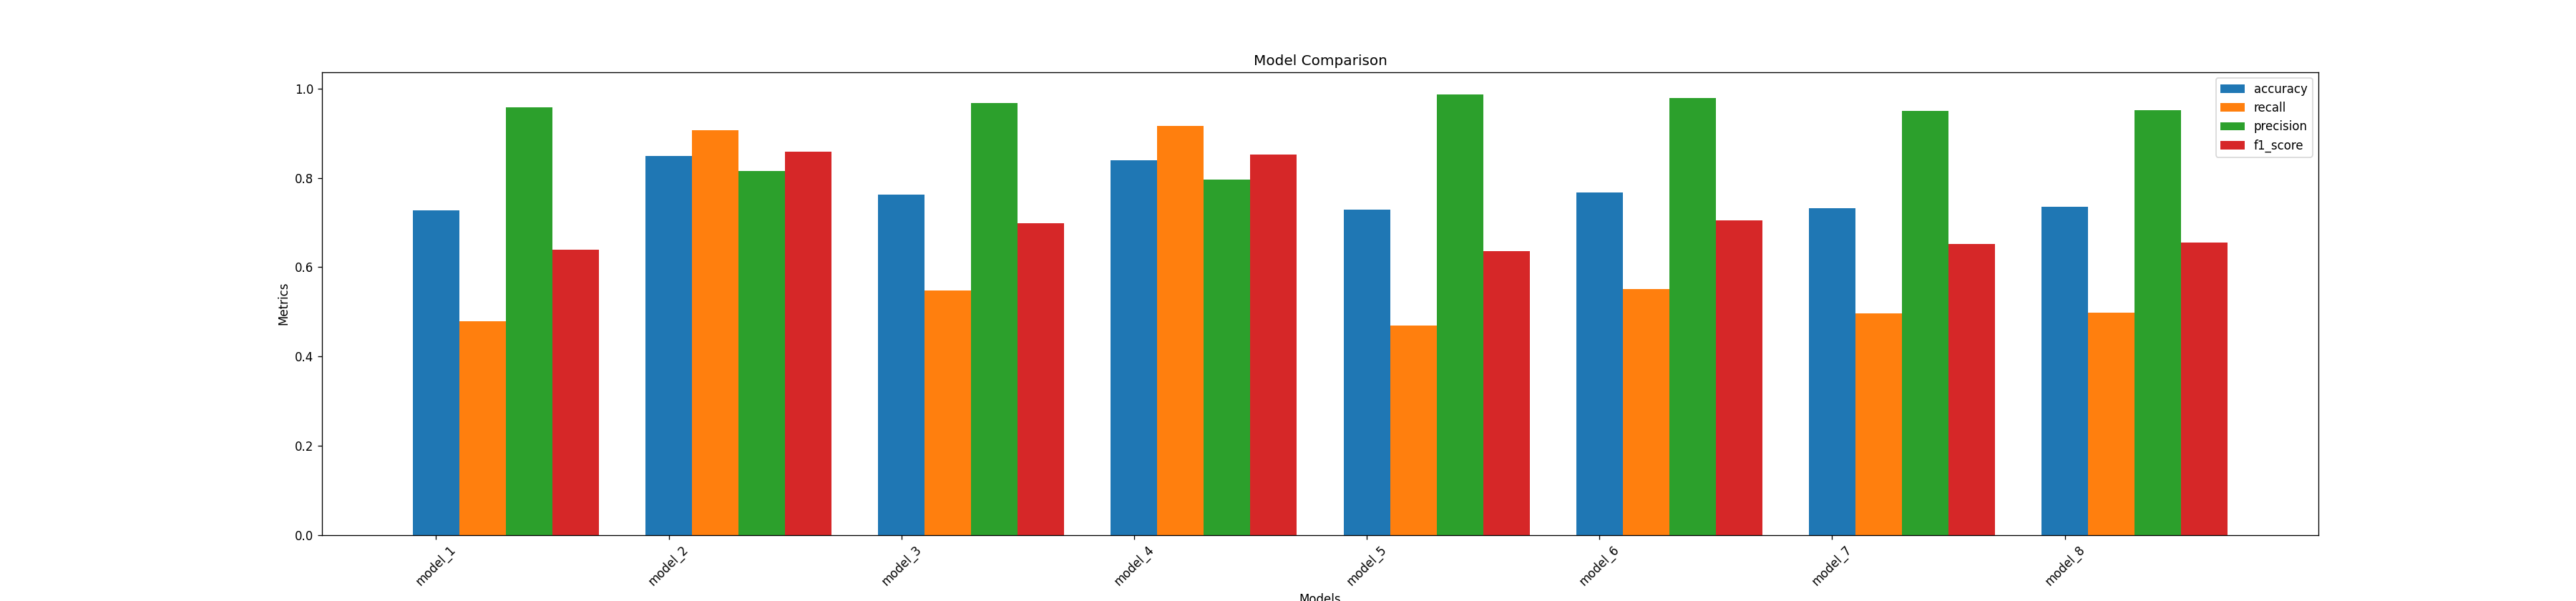 Model Comparison
1.0
0.8
0.6
0.4
0.2
0.0
Metrics
accuracy
recall
precision
f1_score
model_1
model_2
model_3
model_4
model_5
model_6
model_7
model_8
Models